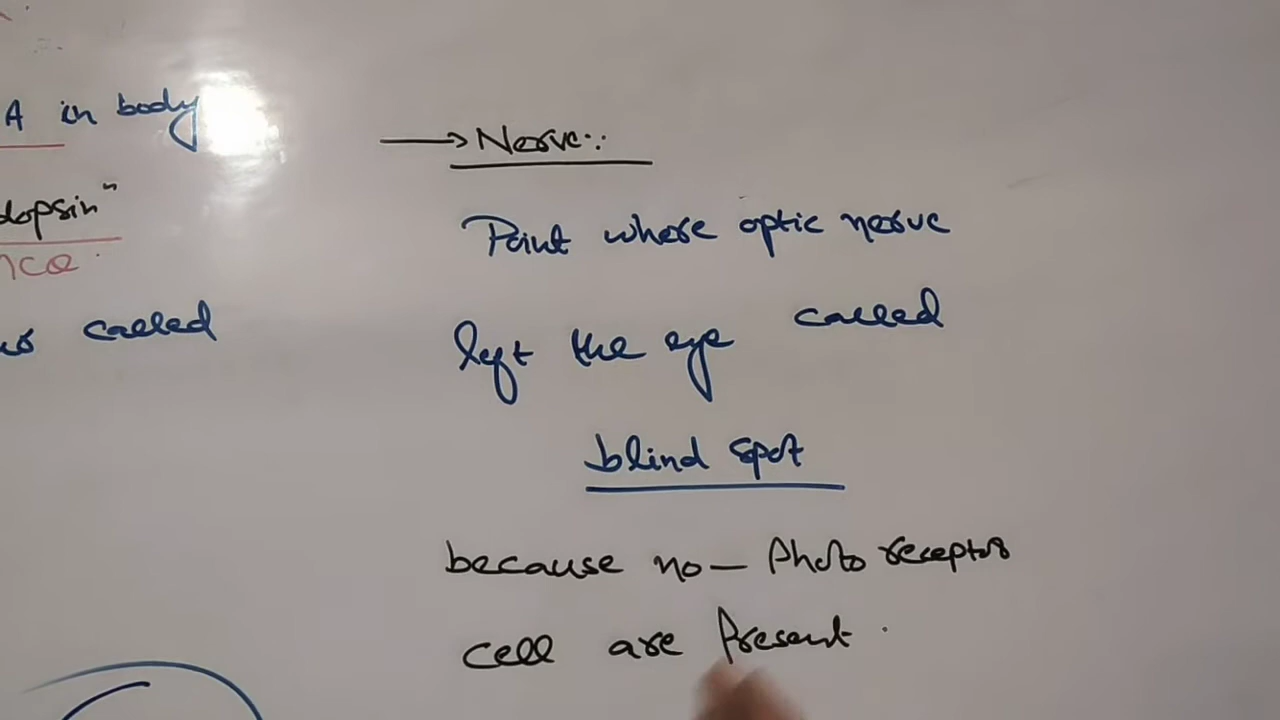 A in body
dopsin"
nce.
called
→ Nerve:
Point where optic nerve
left the eye called
blind spot
because no— Photo receptor
cell are Present.